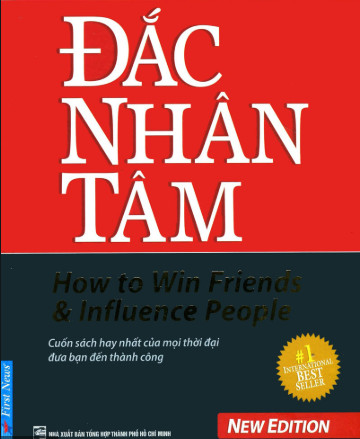 ĐẮC
NHÂN
TÂM
How to Win Friends
& Influence People
Cuốn sách hay nhất của mọi thời đại
đưa bạn đến thành công
#1
INTERNATIONAL
BEST
SELLER
First News
NHÀ XUẤT BẢN TỔNG HỢP THÀNH PHỐ HỒ CHÍ MINH
NEW EDITION